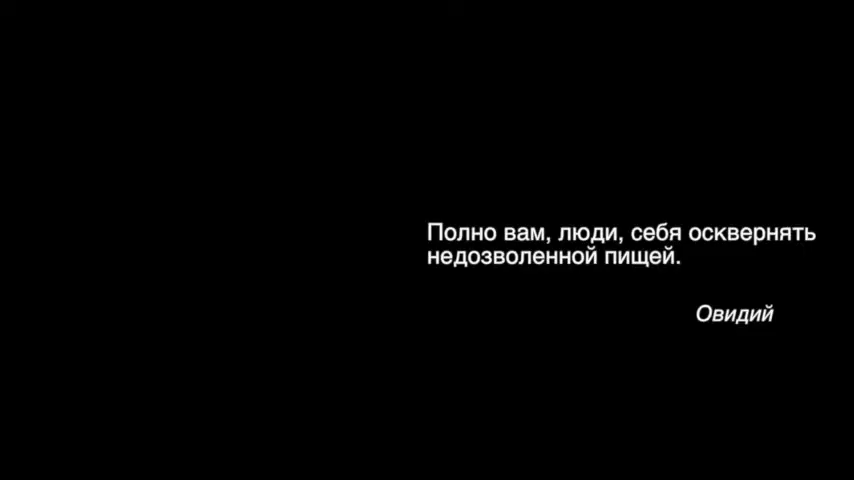 Полно вам, люди, себя осквернять
недозволенной пищей.
Овидий